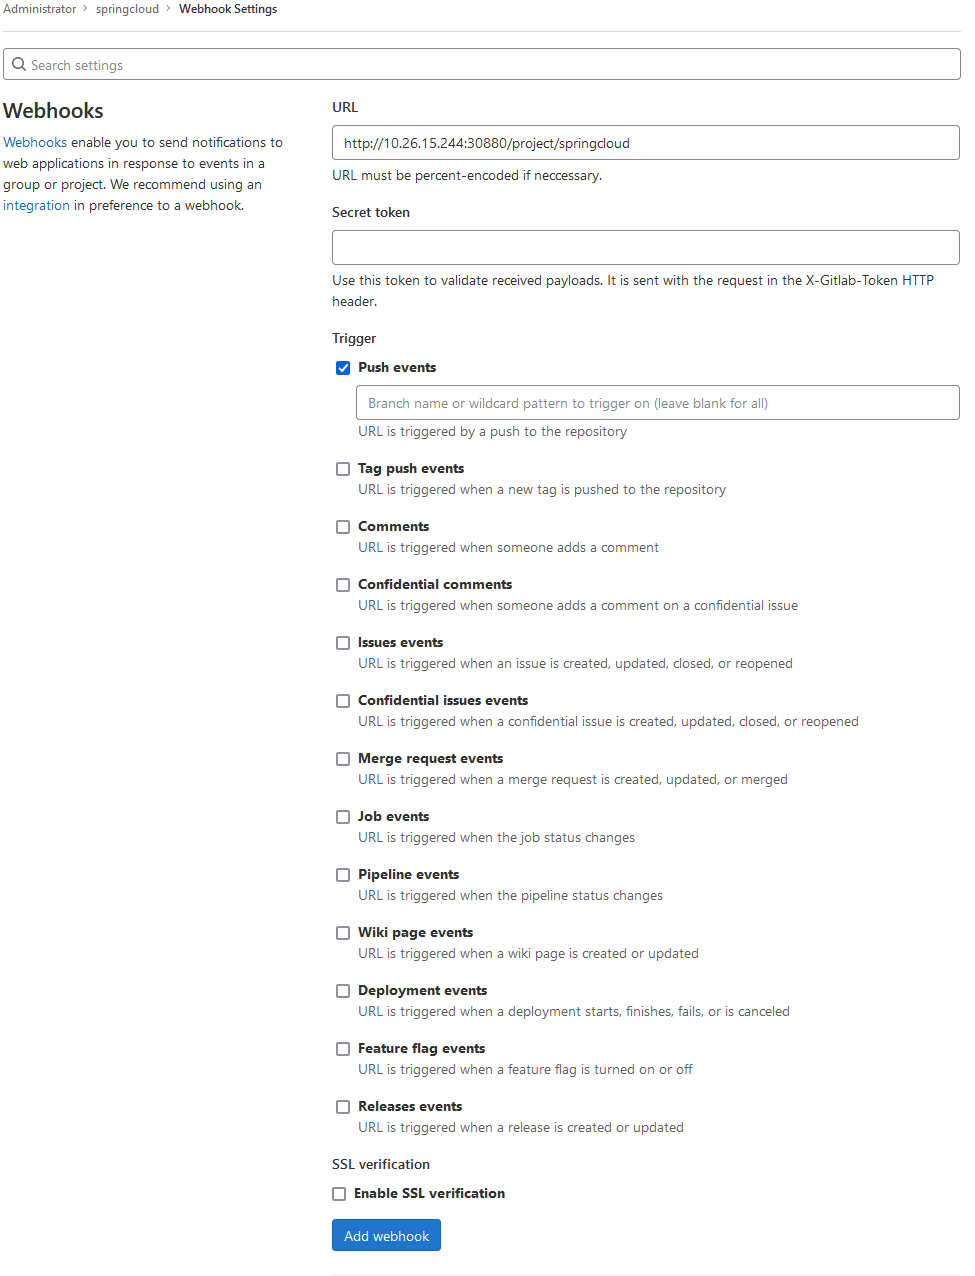 Administrator > springcloud > Webhook Settings
Search settings
Webhooks
Webhooks enable you to send notifications to
web applications in response to events in a
group or project. We recommend using an
integration in preference to a webhook.
URL
http://10.26.15.244:30880/project/springcloud
URL must be percent-encoded if neccessary.
Secret token
Use this token to validate received payloads. It is sent with the request in the X-Gitlab-Token HTTP
header.
Trigger
Push events
Branch name or wildcard pattern to trigger on (leave blank for all)
URL is triggered by a push to the repository
Tag push events
URL is triggered when a new tag is pushed to the repository
Comments
URL is triggered when someone adds a comment
Confidential comments
URL is triggered when someone adds a comment on a confidential issue
Issues events
URL is triggered when an issue is created, updated, closed, or reopened
Confidential issues events
URL is triggered when a confidential issue is created, updated, closed, or reopened
Merge request events
URL is triggered when a merge request is created, updated, or merged
Job events
URL is triggered when the job status changes
Pipeline events
URL is triggered when the pipeline status changes
Wiki page events
URL is triggered when a wiki page is created or updated
Deployment events
URL is triggered when a deployment starts, finishes, fails, or is canceled
Feature flag events
URL is triggered when a feature flag is turned on or off
Releases events
URL is triggered when a release is created or updated
SSL verification
Enable SSL verification
Add webhook